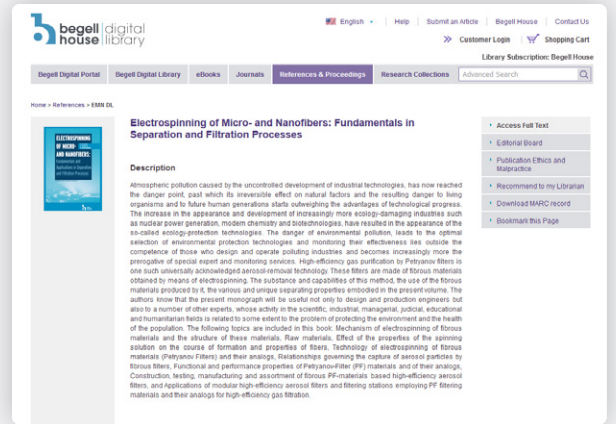 begell digital
house library
English
Help
Submit an Article
Begell House
Contact Us
Customer Login
Shopping Cart
Library Subscription: Begell House
Begell Digital Portal
Begell Digital Library
eBooks
Journals
References & Proceedings
Research Collections
Advanced Search
Home » References » EMN DL
ELECTROSPINNING
OF MICRO-
AND NANOFIBERS:
Fundamentals and
Applications in Separation
and Filtration Processes
Electrospinning of Micro- and Nanofibers: Fundamentals in
Separation and Filtration Processes
Description
Atmospheric pollution caused by the uncontrolled development of industrial technologies, has now reached
the danger point, past which its irreversible effect on natural factors and the resulting danger to living
organisms and to future human generations starts outweighing the advantages of technological progress.
The increase in the appearance and development of increasingly more ecology-damaging industries such
as nuclear power generation, modern chemistry and biotechnologies, have resulted in the appearance of the
so-called ecology-protection technologies. The danger of environmental pollution, leads to the optimal
selection of environmental protection technologies and monitoring their effectiveness lies outside the
competence of those who design and operate polluting industries and becomes increasingly more the
prerogative of special expert and monitoring services. High-efficiency gas purification by Petryanov filters is
one such universally acknowledged aerosol-removal technology. These filters are made of fibrous materials
obtained by means of electrospinning. The substance and capabilities of this method, the use of the fibrous
materials produced by it, the various and unique separating properties embodied in the present volume. The
authors know that the present monograph will be useful not only to design and production engineers but
also to a number of other experts, whose activity in the scientific, industrial, managerial, judicial, educational
and humanitarian fields is related to some extent to the problem of protecting the environment and the health
of the population. The following topics are included in this book: Mechanism of electrospinning of fibrous
materials and the structure of these materials, Raw materials, Effect of the properties of the spinning
solution on the course of formation and properties of fibers, Technology of electrospinning of fibrous
materials (Petryanov Filters) and their analogs, Relationships governing the capture of aerosol particles by
fibrous filters, Functional and performance properties of Petryanov-Filter (PF) materials and of their analogs,
Construction, testing, manufacturing and assortment of fibrous PF-materials based high-efficiency aerosol
filters, and Applications of modular high-efficiency aerosol filters and filtering stations employing PF filtering
materials and their analogs for high-efficiency gas filtration.
Access Full Text
Editorial Board
Publication Ethics and
Malpractice
Recommend to my Librarian
Download MARC record
Bookmark this Page